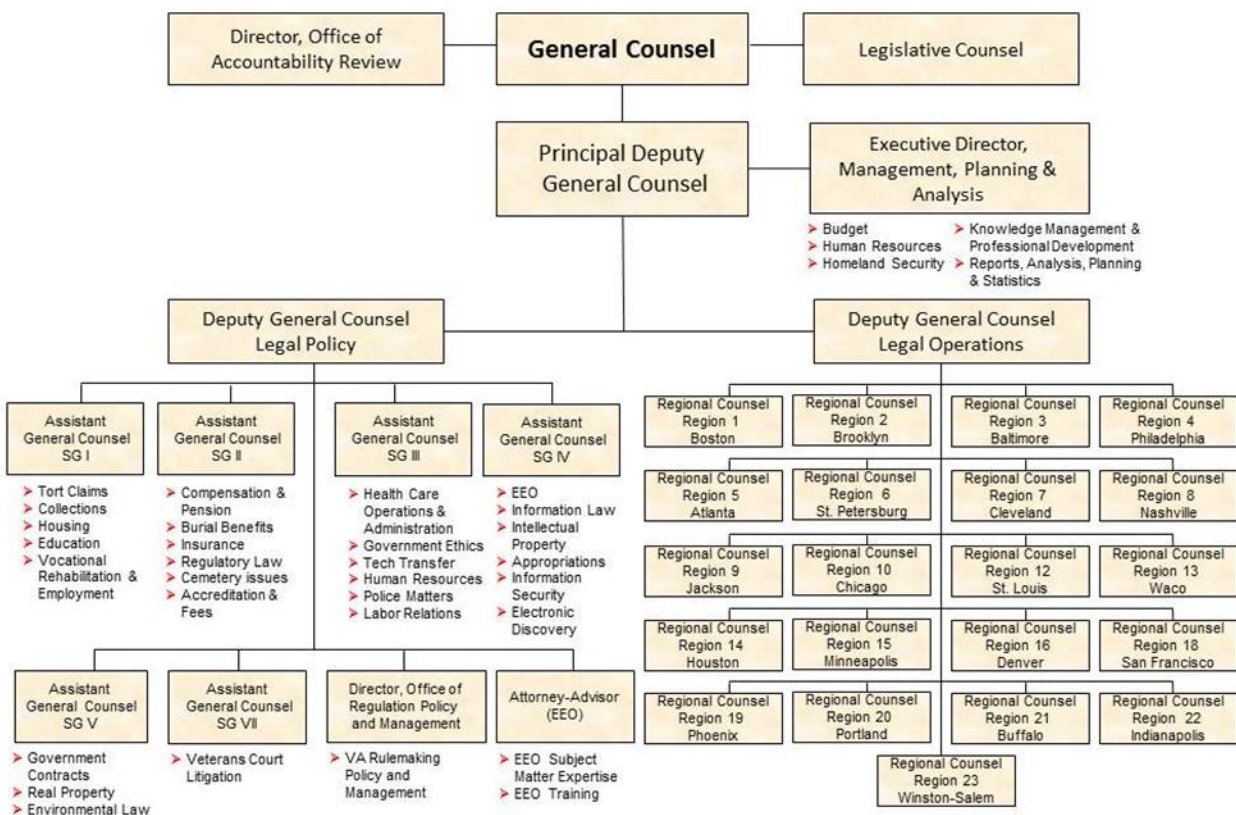 Director, Office of
Accountability Review
General Counsel
Legislative Counsel
Principal Deputy
General Counsel
Executive Director,
Management, Planning &
Analysis
Budget
Human Resources
Homeland Security
Knowledge Management &
Professional Development
Reports, Analysis, Planning
& Statistics
Deputy General Counsel
Legal Policy
Deputy General Counsel
Legal Operations
Assistant
General Counsel
SG I
Tort Claims
Collections
Housing
Education
Vocational
Rehabilitation &
Employment
Assistant
General Counsel
SG II
Compensation &
Pension
Burial Benefits
Insurance
Regulatory Law
Cemetery issues
Accreditation &
Fees
Assistant
General Counsel
SG III
Health Care
Operations &
Administration
Government Ethics
Tech Transfer
Human Resources
Police Matters
Labor Relations
Assistant
General Counsel
SG IV
EEO
Information Law
Intellectual
Property
Appropriations
Information
Security
Electronic
Discovery
Assistant
General Counsel
SG V
Government
Contracts
Real Property
Environmental Law
Assistant
General Counsel
SG VII
Veterans Court
Litigation
Director, Office of
Regulation Policy
and Management
VA Rulemaking
Policy and
Management
Attorney-Advisor
(EEO)
EEO Subject
Matter Expertise
EEO Training
Regional Counsel
Region 1
Boston
Regional Counsel
Region 2
Brooklyn
Regional Counsel
Region 3
Baltimore
Regional Counsel
Region 4
Philadelphia
Regional Counsel
Region 5
Atlanta
Regional Counsel
Region 6
St. Petersburg
Regional Counsel
Region 7
Cleveland
Regional Counsel
Region 8
Nashville
Regional Counsel
Region 9
Jackson
Regional Counsel
Region 10
Chicago
Regional Counsel
Region 12
St. Louis
Regional Counsel
Region 13
Waco
Regional Counsel
Region 14
Houston
Regional Counsel
Region 15
Minneapolis
Regional Counsel
Region 16
Denver
Regional Counsel
Region 18
San Francisco
Regional Counsel
Region 19
Phoenix
Regional Counsel
Region 20
Portland
Regional Counsel
Region 21
Buffalo
Regional Counsel
Region 22
Indianapolis
Regional Counsel
Region 23
Winston-Salem